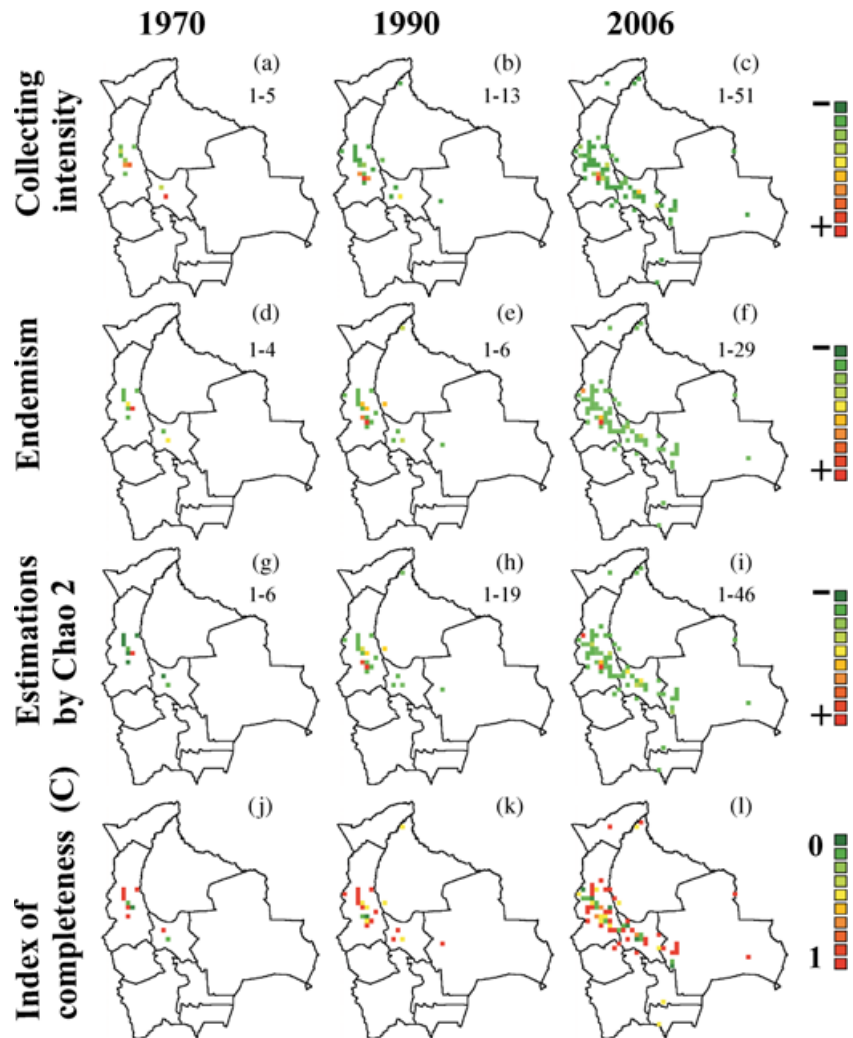 1970 1990 2006
Collecting
intensity
(a) (b) (c)
1-5 1-13 1-51
−
+
Endemism
(d) (e) (f)
1-4 1-6 1-29
−
+
Estimations
by Chao 2
(g) (h) (i)
1-6 1-19 1-46
−
+
Index of
completeness (C)
(j) (k) (l)
0
1